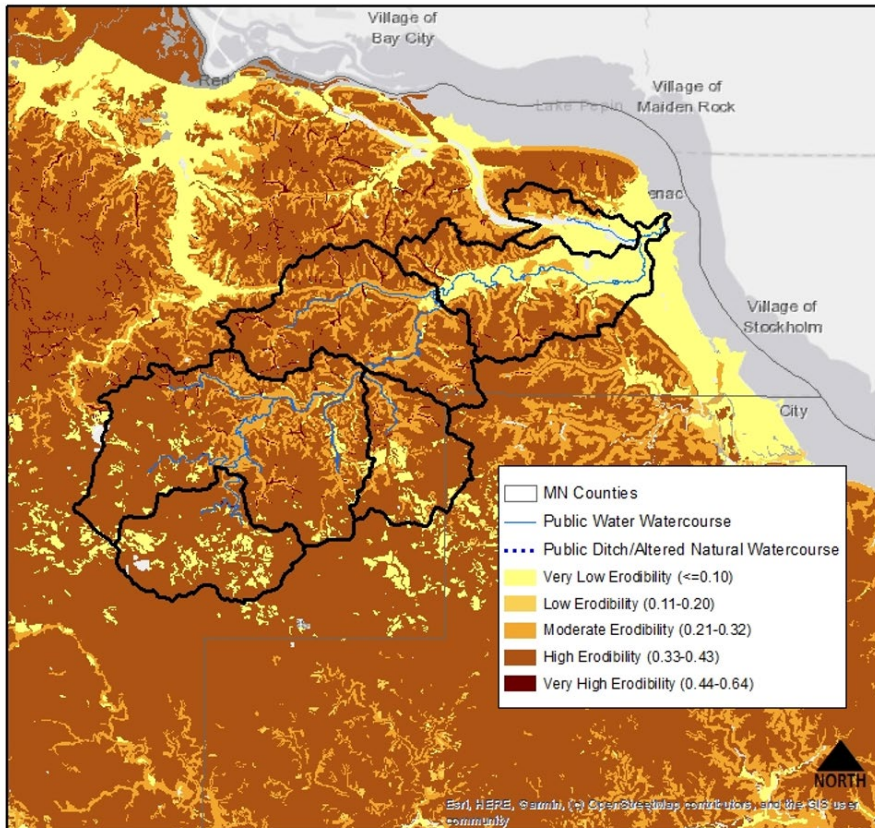 Village of
Bay City
Red
Village of
Maiden Rock
Lake Pepin
enac
Village of
Stockholm
City
MN Counties
Public Water Watercourse
Public Ditch/Altered Natural Watercourse
Very Low Erodibility (<=0.10)
Low Erodibility (0.11-0.20)
Moderate Erodibility (0.21-0.32)
High Erodibility (0.33-0.43)
Very High Erodibility (0.44-0.64)
NORTH
Esri, HERE, Garmin, (c) OpenStreetMap contributors, and the GIS user
community